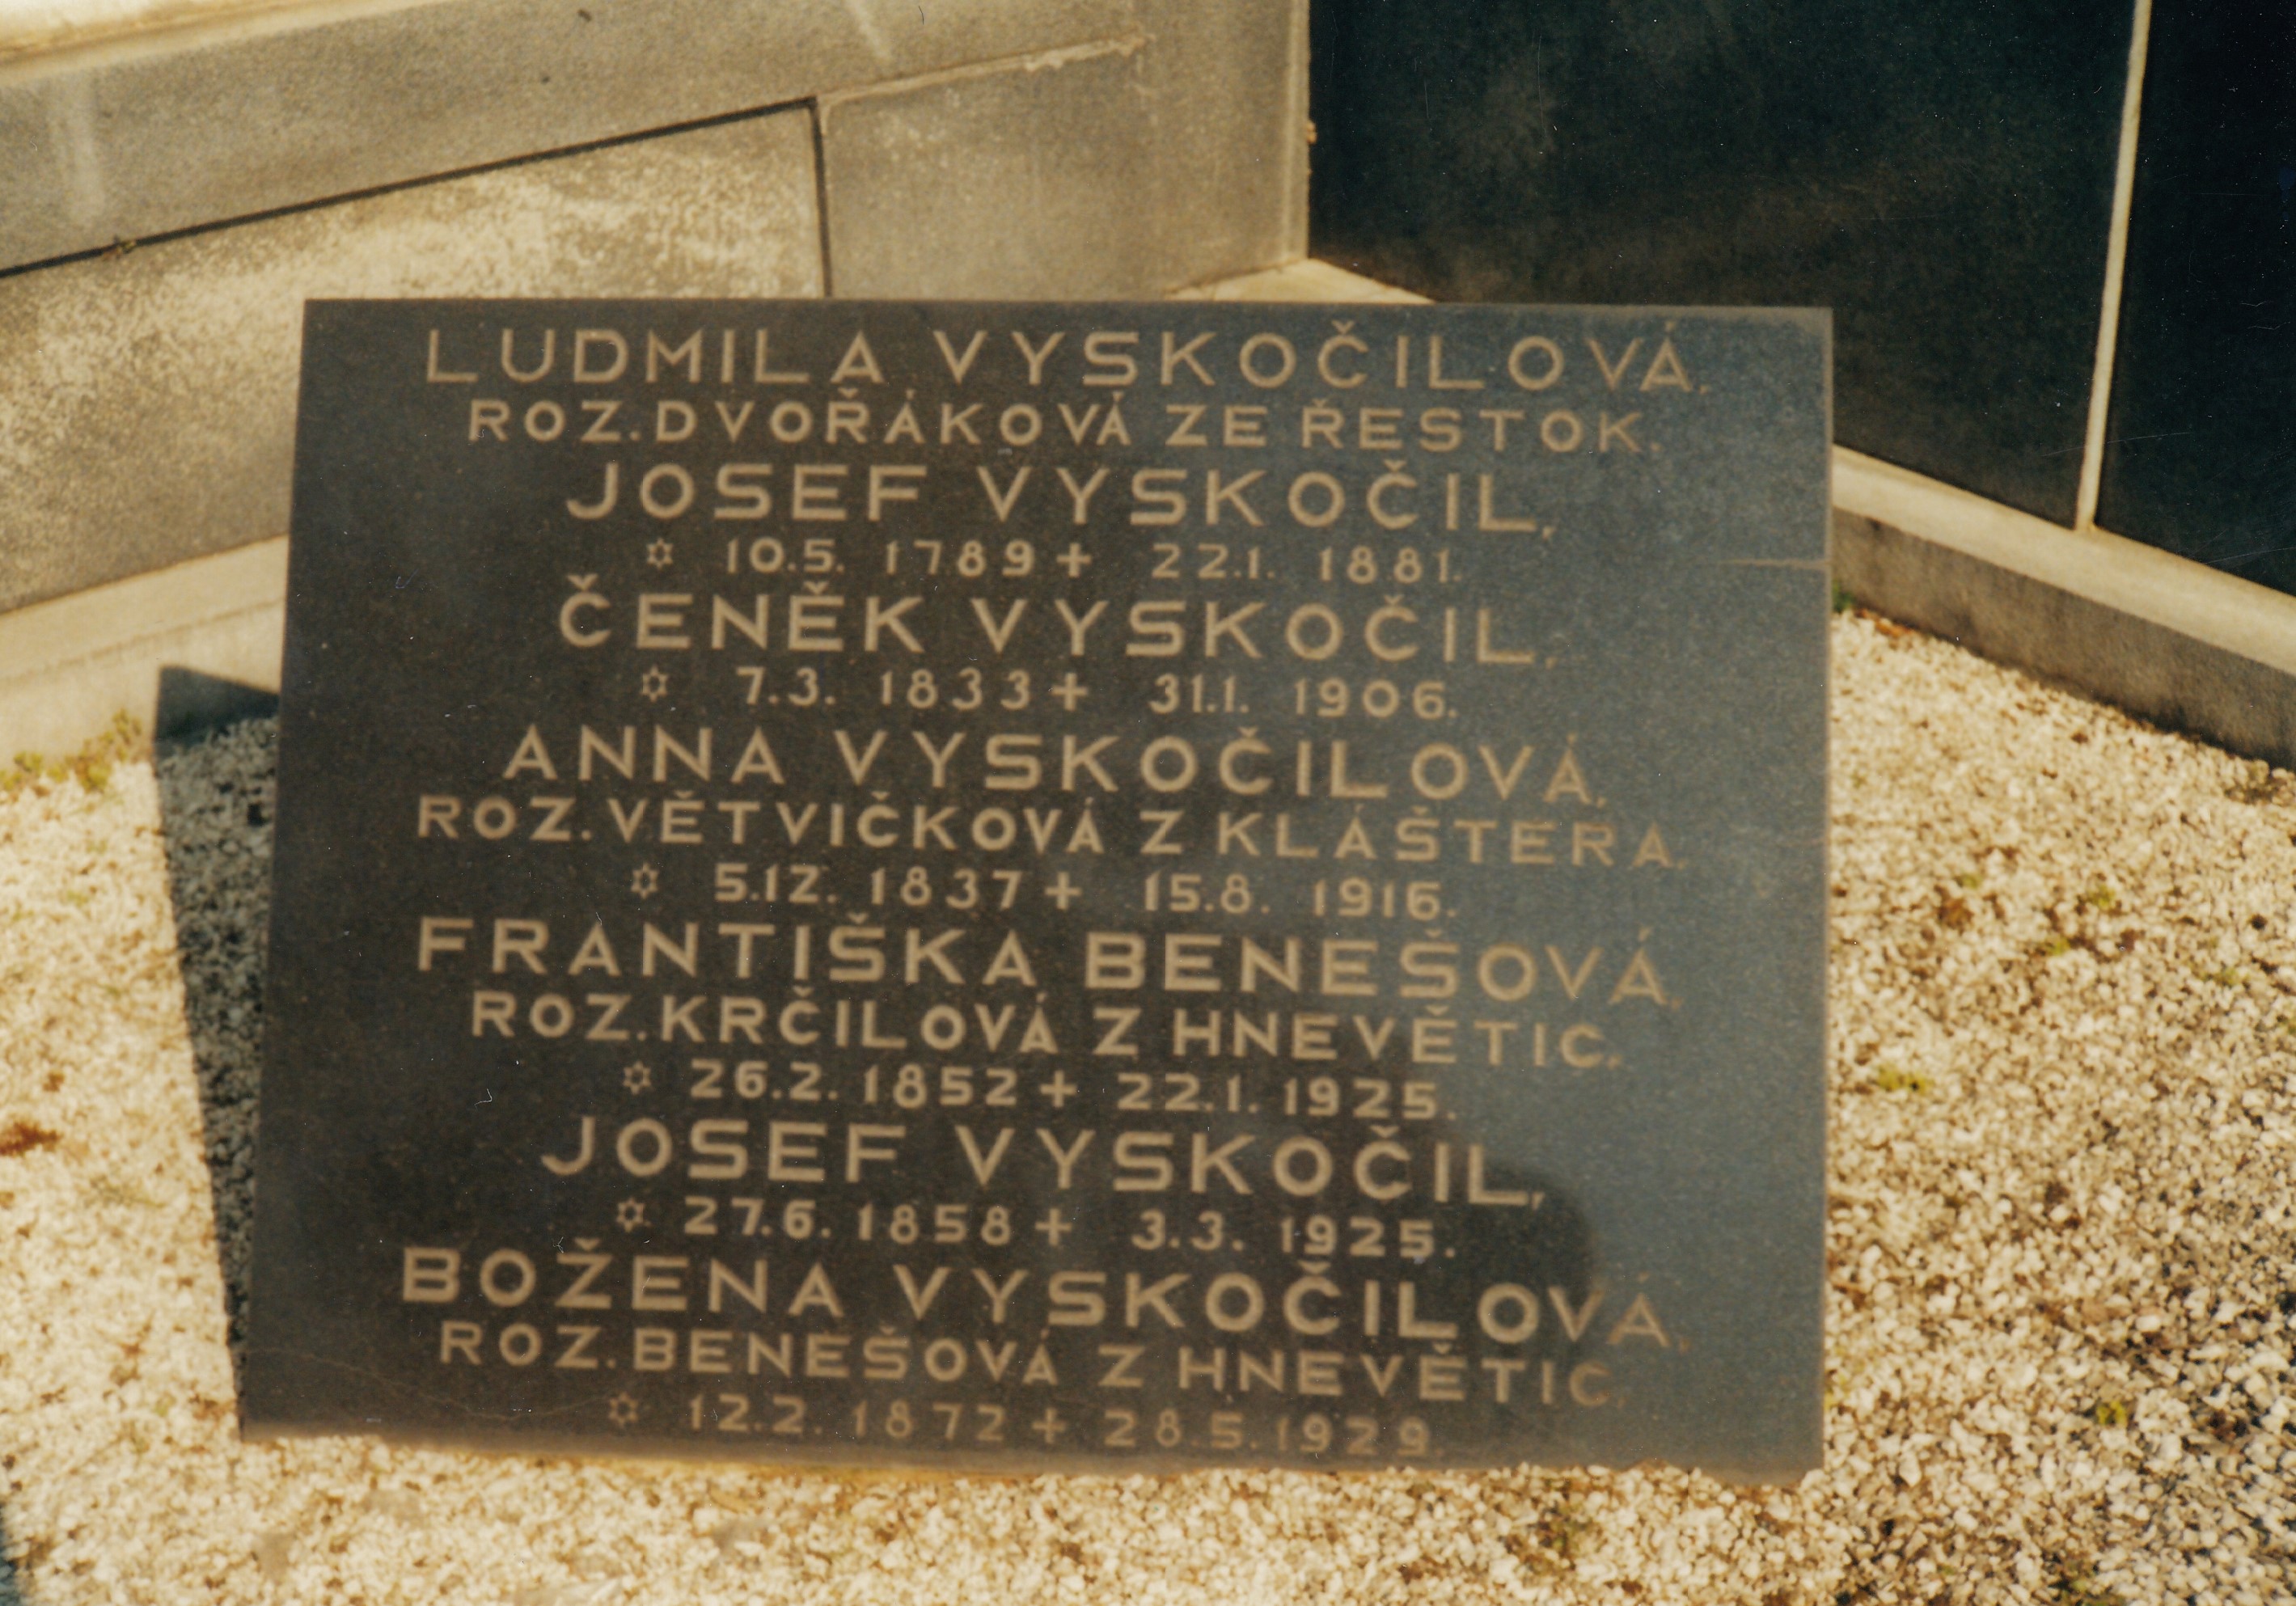 LUDMILA VYSKOČILOVÁ,
ROZ. DVOŘÁKOVÁ ZE ŘESTOK.
JOSEF VYSKOČIL,
✡ 10.5. 1789 + 22.1. 1881.
ČENĚK VYSKOČIL,
✡ 7.3. 1833 + 31.1. 1906.
ANNA VYSKOČILOVÁ,
ROZ. VĚTVIČKOVÁ Z KLÁŠTERA.
✡ 5.12. 1837 + 15.8. 1916.
FRANTIŠKA BENEŠOVÁ,
ROZ. KRČILOVÁ Z HNEVĚTIC,
✡ 26.2. 1852 + 22.1. 1925.
JOSEF VYSKOČIL,
✡ 27.6. 1858 + 3.3. 1925.
BOŽENA VYSKOČILOVÁ,
ROZ. BENEŠOVÁ Z HNEVĚTIC,
✡ 12.2. 1872 + 28.5. 1929.